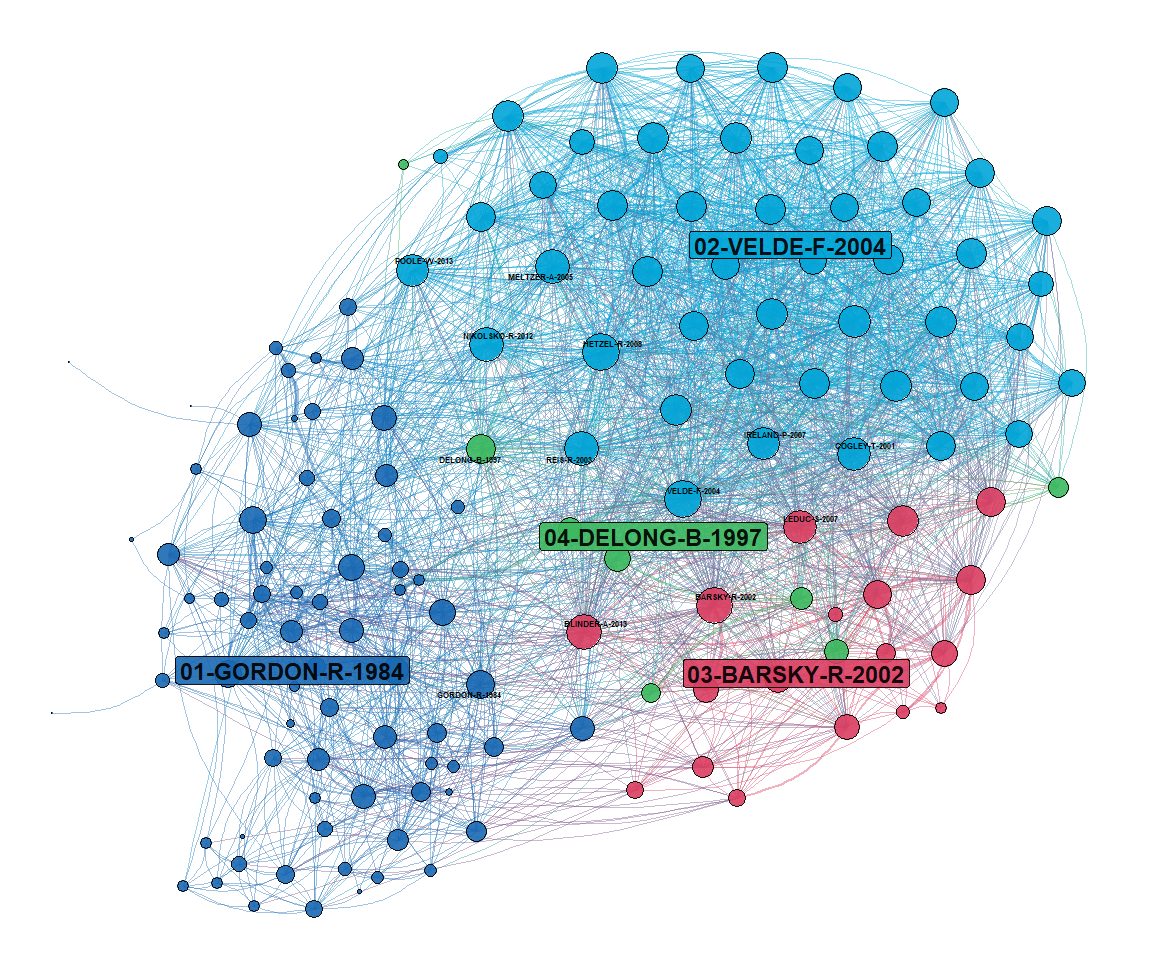 02-VELDE-F-2004
POOLE-W-2013
MELTZER-A-2005
NIKOLSKO-R-2012
HETZEL-R-2008
IRELAND-P-2007
COGLEY-T-2001
DELONG-B-1997
REIS-R-2003
VELDE-F-2004
LEDUC-S-2007
04-DELONG-B-1997
BARSKY-R-2002
BLINDER-A-2013
01-GORDON-R-1984
03-BARSKY-R-2002
GORDON-R-1984